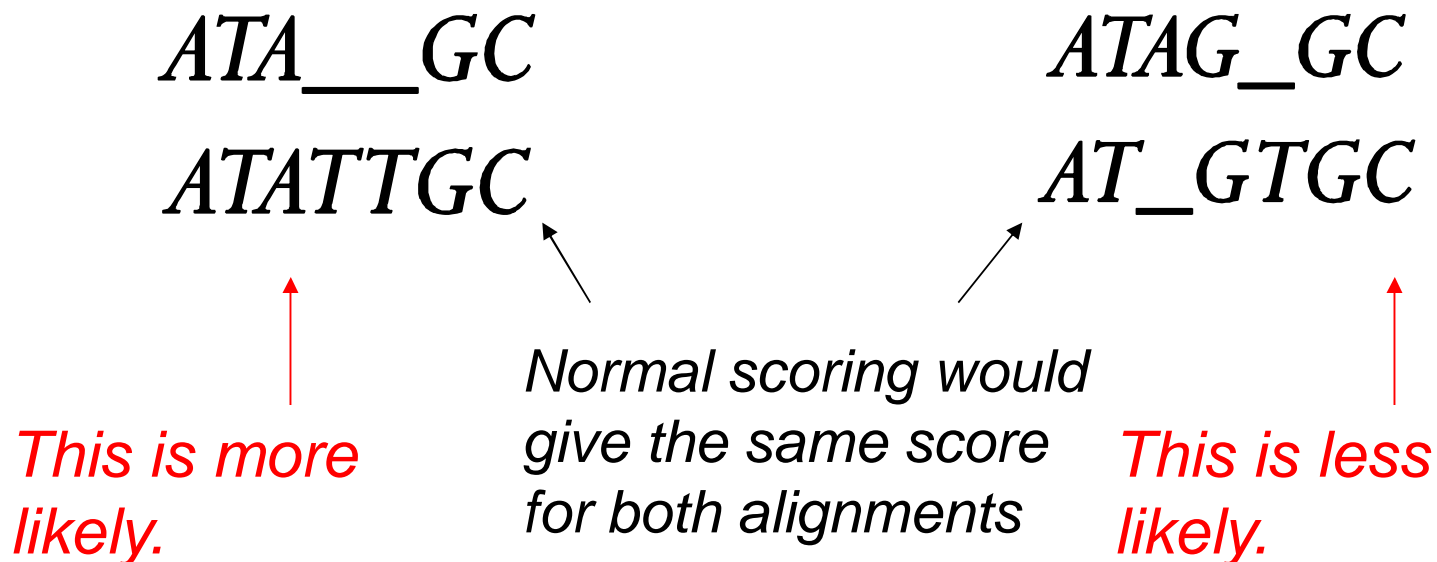 ATA__GC
ATATTGC
ATAG_GC
AT_GTGC
Normal scoring would
give the same score
for both alignments
This is more
likely.
This is less
likely.